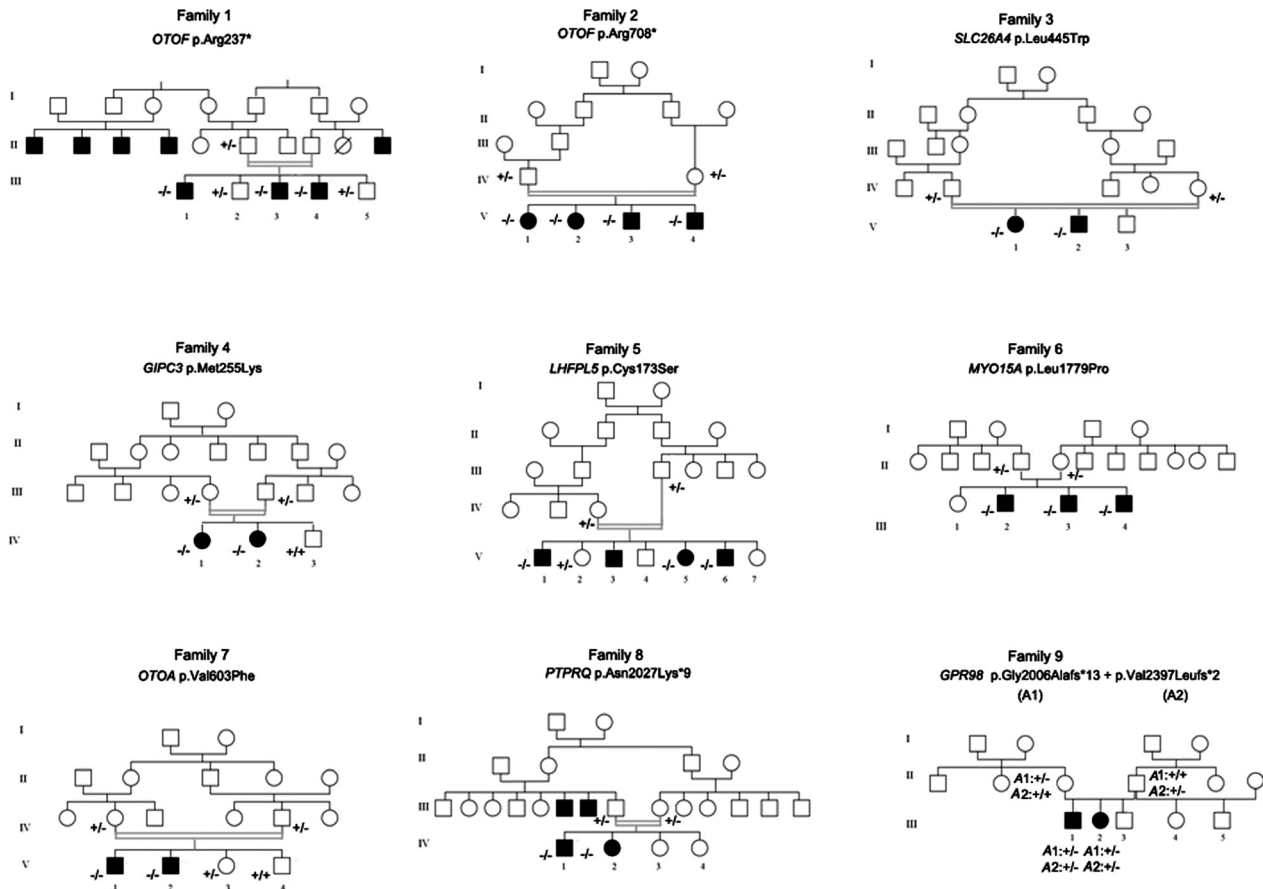 Family 1
OTOF p.Arg237*
I
II
+/-
III
-/- +/- -/- -/- +/-
1 2 3 4 5
Family 2
OTOF p.Arg708*
I
II
III
IV
+/- +/-
V
-/- -/- -/- -/-
1 2 3 4
Family 3
SLC26A4 p.Leu445Trp
I
II
III
IV
+/- +/-
V
-/- -/-
1 2 3
Family 4
GIPC3 p.Met255Lys
I
II
III
+/- +/-
IV
-/- -/- +/+
1 2 3
Family 5
LHFPL5 p.Cys173Ser
I
II
III
+/-
IV
+/-
V
-/- +/- -/- -/-
1 2 3 4 5 6 7
Family 6
MYO15A p.Leu1779Pro
I
II
+/- +/-
-/- -/- -/-
1 2 3 4
III
Family 7
OTOA p.Val603Phe
I
II
IV
+/- +/-
V
-/- -/- +/- +/+
1 2 3 4
Family 8
PTPRQ p.Asn2027Lys*9
I
II
III
+/- +/-
IV
-/- -/-
1 2 3 4
Family 9
GPR98 p.Gly2006Alafs*13 + p.Val2397Leufs*2
(A1) (A2)
I
II
A1:+/- A1:+/+
A2:+/+ A2:+/-
III
1 2 3 4 5
A1:+/- A1:+/-
A2:+/- A2:+/-